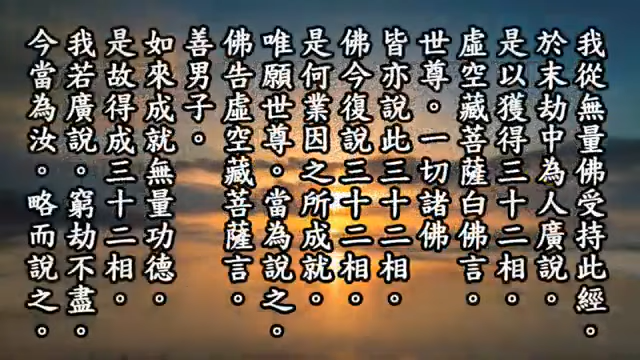 我從無量佛受持此經。
於末劫中為人廣說。
是以獲得三十二相。
虛空藏菩薩白佛言。
世尊。一切諸佛
皆亦說此三十二相。
佛今復說三十二相。
是何業因之所成就。
唯願世尊。當為說之。
佛告虛空藏菩薩言。
善男子。
如來成就無量功德。
是故得成三十二相。
我若廣說。窮劫不盡。
今當為汝。略而說之。